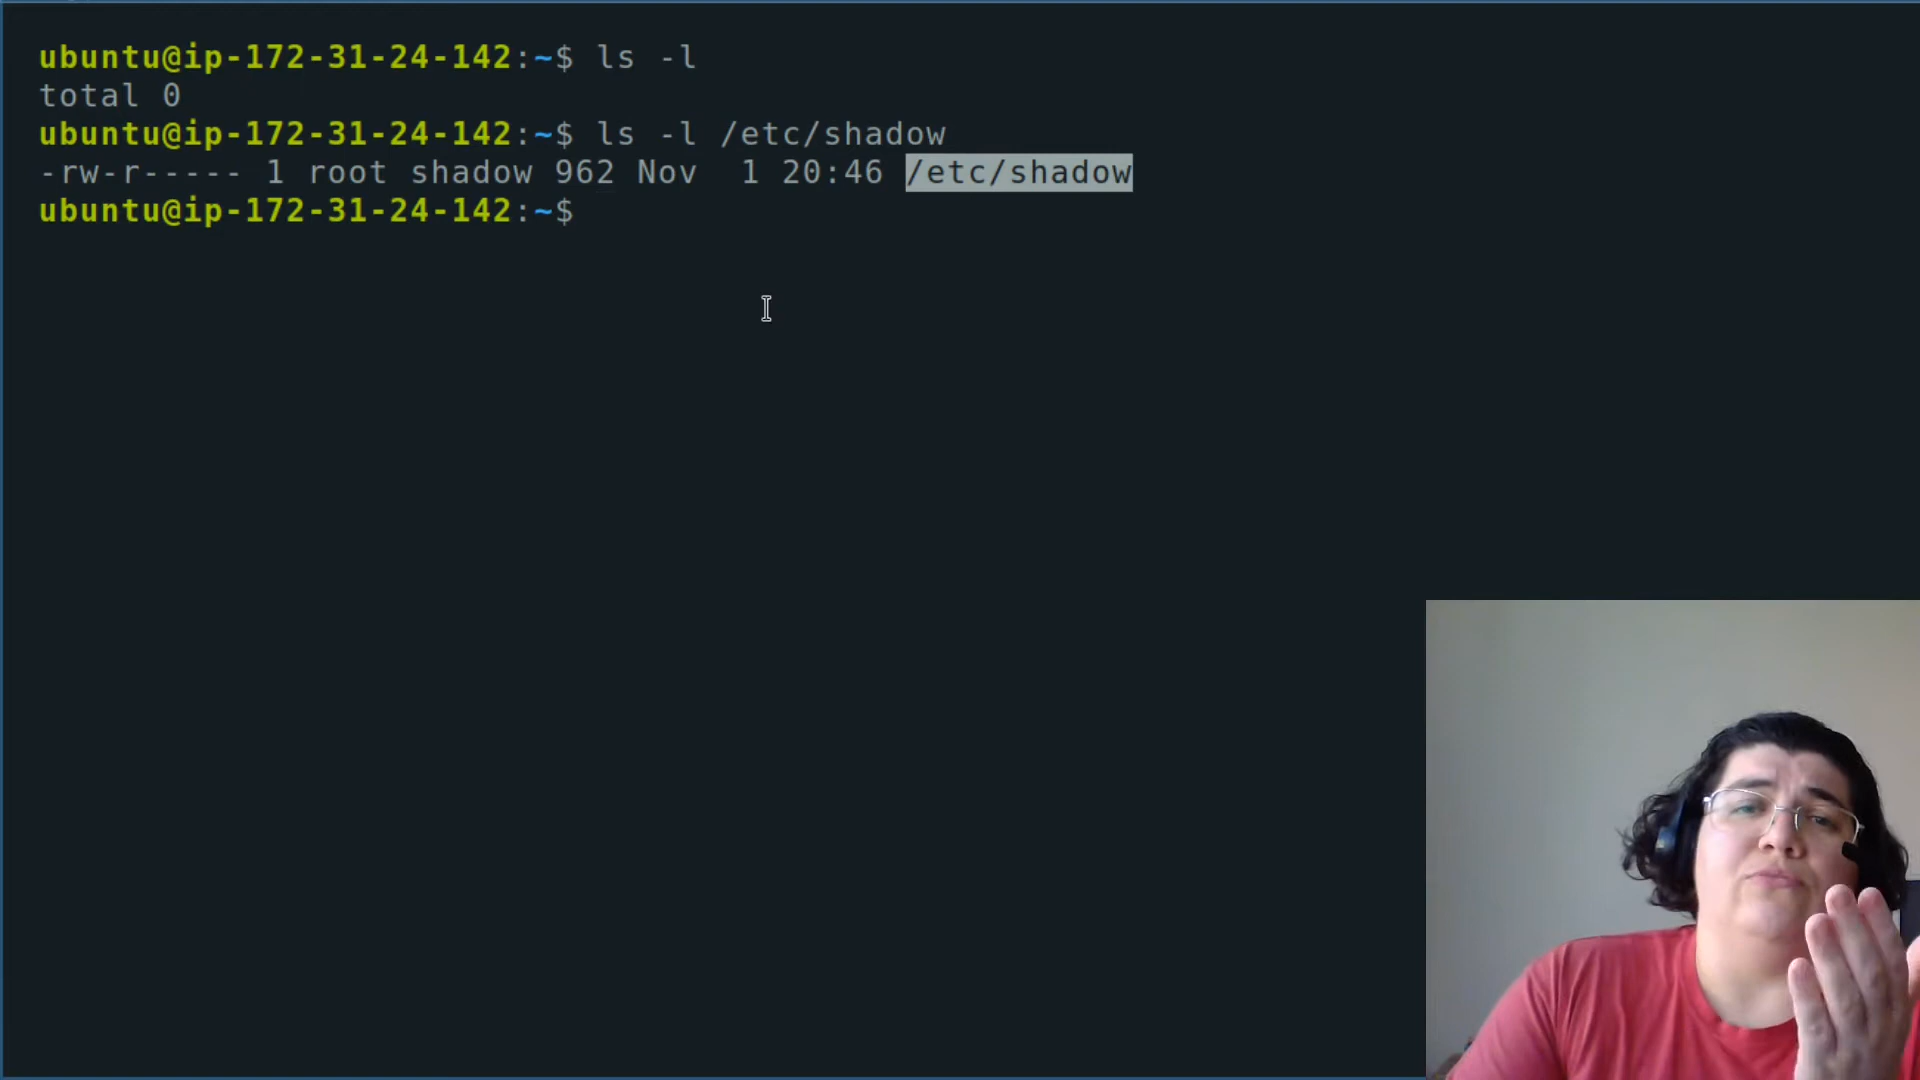 ubuntu@ip-172-31-24-142:~$ ls -l
total 0
ubuntu@ip-172-31-24-142:~$ ls -l /etc/shadow
-rw-r----- 1 root shadow 962 Nov  1 20:46 /etc/shadow
ubuntu@ip-172-31-24-142:~$